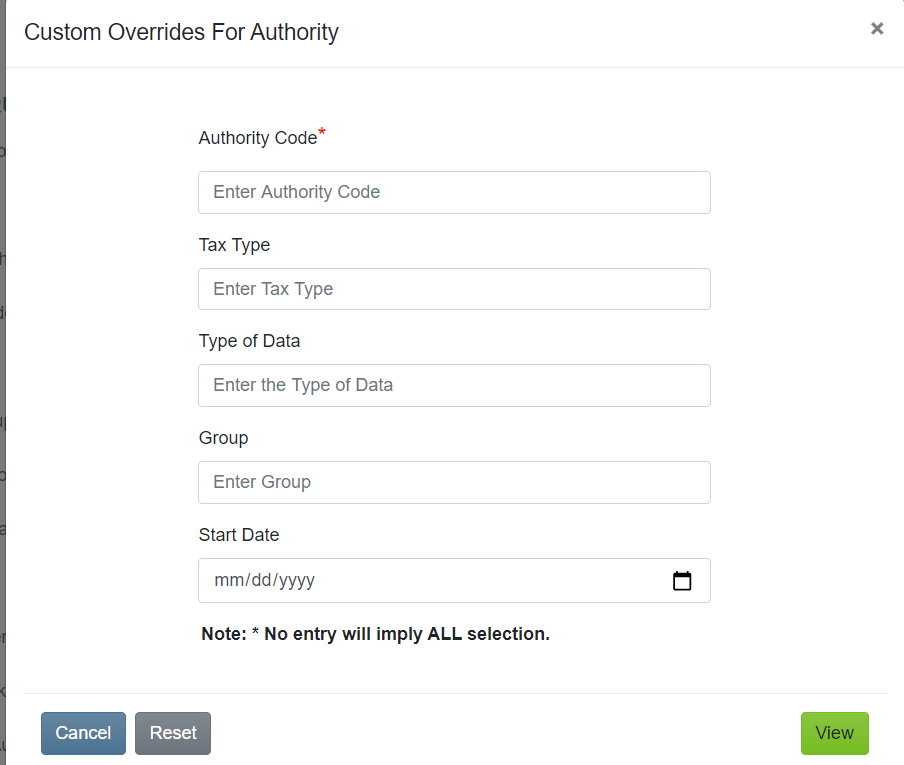 Custom Overrides For Authority
×
Authority Code*
Enter Authority Code
Tax Type
Enter Tax Type
Type of Data
Enter the Type of Data
Group
Enter Group
Start Date
mm/dd/yyyy
Note: * No entry will imply ALL selection.
Cancel Reset View